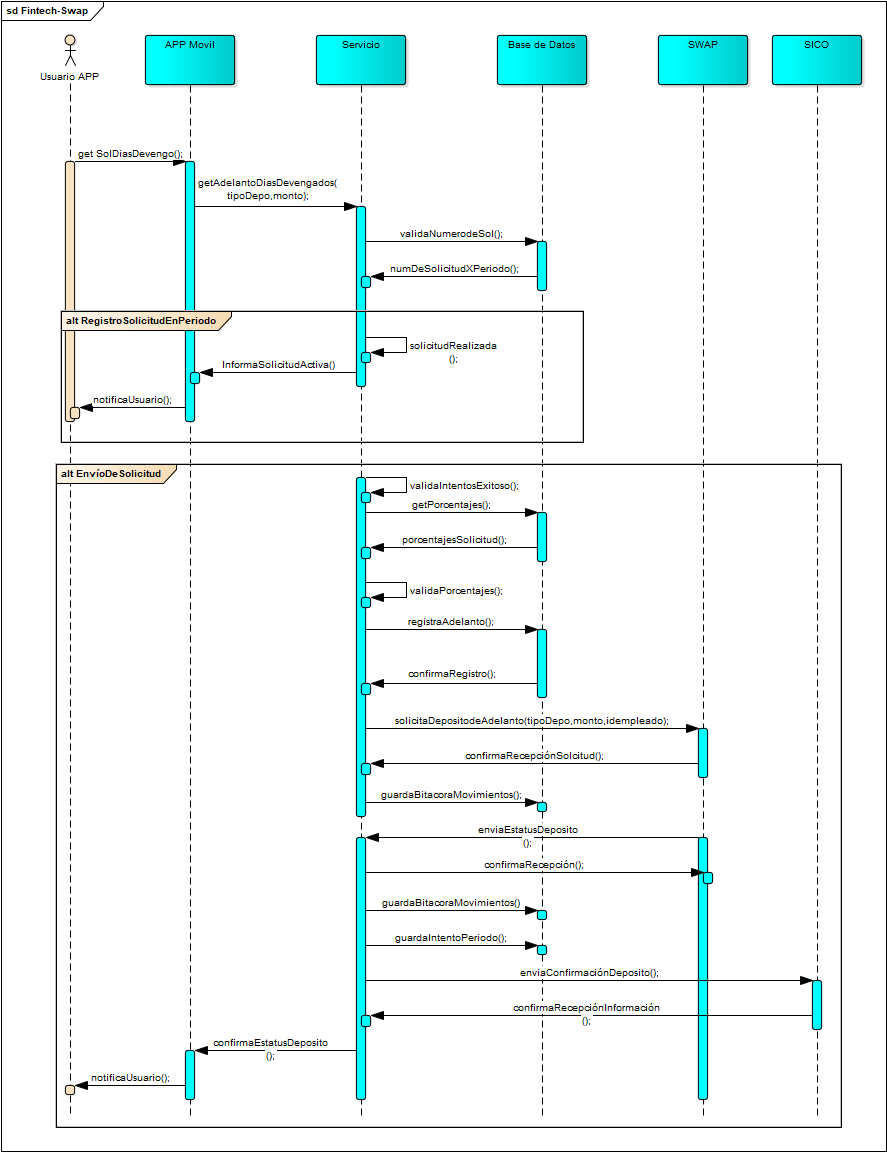 sd Fintech-Swap
Usuario APP
APP Movil
Servicio
Base de Datos
SWAP
SICO
get SolDiasDevengo();
getAdelantoDiasDevengados(
tipoDepo,monto);
validaNumerodeSol();
numDeSolicitudXPeriodo();
alt RegistroSolicitudEnPeriodo
solicitudRealizada
();
InformaSolicitudActiva()
notificaUsuario();
alt EnvíoDeSolicitud
validaIntentosExitoso();
getPorcentajes();
porcentajesSolicitud();
validaPorcentajes();
registraAdelanto();
confirmaRegistro();
solicitaDepositodeAdelanto(tipoDepo,monto,idempleado);
confirmaRecepciónSolcitud();
guardaBitacoraMovimientos();
enviaEstatusDeposito
();
confirmaRecepción();
guardaBitacoraMovimientos()
guardaIntentoPeriodo();
enviaConfirmaciónDeposito();
confirmaRecepciónInformación
();
confirmaEstatusDeposito
();
notificaUsuario();